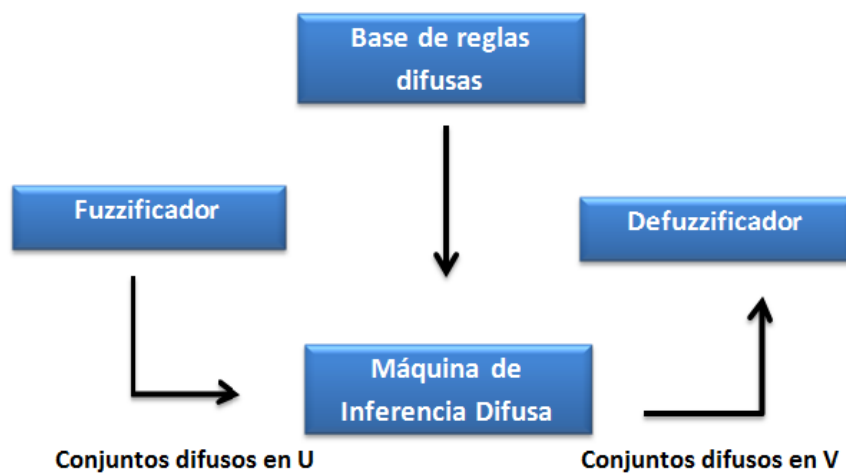 Base de reglas
difusas
Fuzzificador
Defuzzificador
Máquina de
Inferencia Difusa
Conjuntos difusos en U
Conjuntos difusos en V